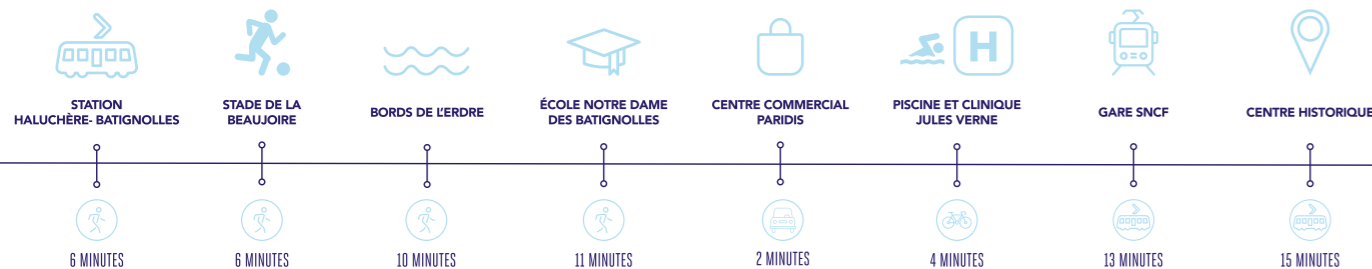 H
STATION
HALUCHÈRE- BATIGNOLLES
STADE DE LA
BEAUJOIRE
BORDS DE L'ERDRE
ÉCOLE NOTRE DAME
DES BATIGNOLLES
CENTRE COMMERCIAL
PARIDIS
PISCINE ET CLINIQUE
JULES VERNE
GARE SNCF
CENTRE HISTORIQUE
6 MINUTES
6 MINUTES
10 MINUTES
11 MINUTES
2 MINUTES
4 MINUTES
13 MINUTES
15 MINUTES